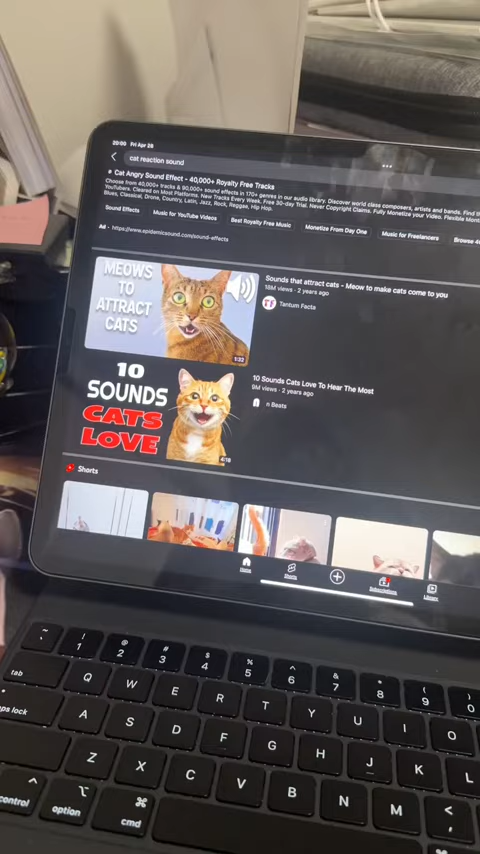 20:00 Fri Apr 28
cat reaction sound
Cat Angry Sound Effect - 40,000+ Royalty Free Tracks
Choose from 40,000+ tracks & 90,000+ sound effects in 170+ genres in our audio library. Discover world class composers, artists and bands. Find th
YouTubers. Cleared on Most Platforms. New Tracks Every Week. Free 30-day Trial. Never Copyright Claims. Fully Monetize your Video. Flexible Mont
Blues, Classical, Drone, Country, Latin, Jazz, Rock, Reggae, Hip Hop.
Sound Effects
Music for YouTube Videos
Best Royalty Free Music
Monetize From Day One
Music for Freelancers
Browse 4
Ad · https://www.epidemicsound.com/sound-effects
MEOWS
TO
ATTRACT
CATS
1:32
Sounds that attract cats - Meow to make cats come to you
18M views · 2 years ago
TF
Tantum Facta
10
SOUNDS
CATS
LOVE
4:18
10 Sounds Cats Love To Hear The Most
9M views · 2 years ago
n Beats
Shorts
Home
Shorts
Subscriptions
Library
~ `
! 1
@ 2
# 3
$ 4
% 5
^ 6
& 7
* 8
( 9
) 0
tab
Q W E R T Y U I O
ps lock
A S D F G H J K L
Z X C V B N M < ,
control
option
cmd